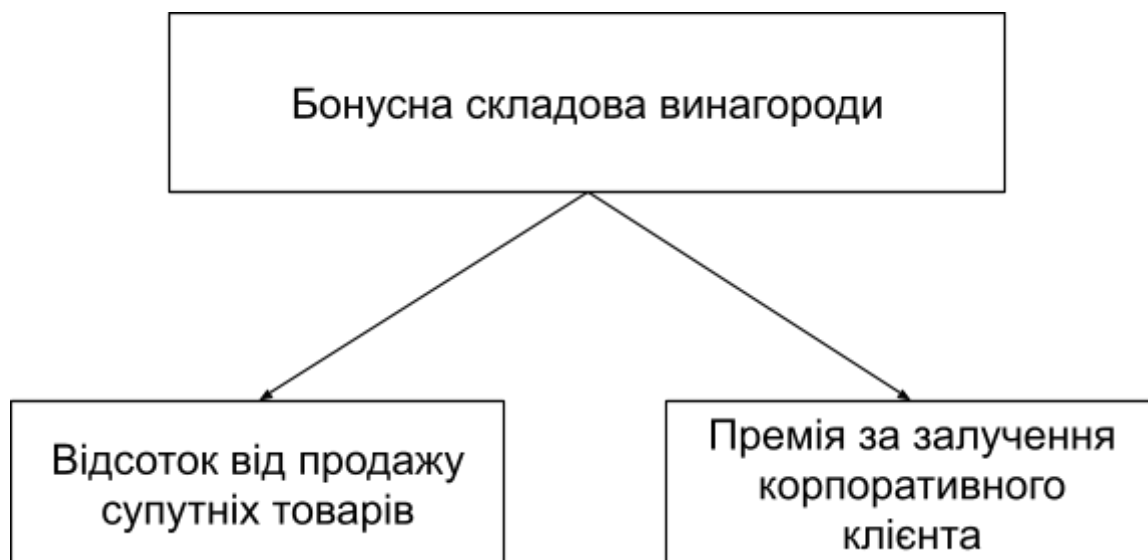 Бонусна складова винагороди
Відсоток від продажу
супутніх товарів
Премія за залучення
корпоративного
клієнта